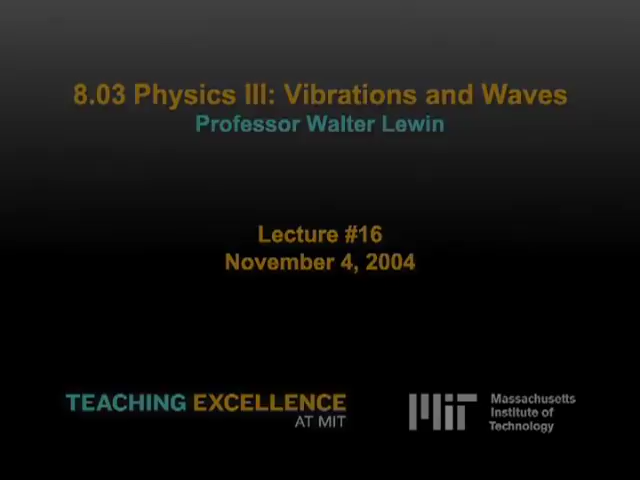 8.03 Physics III: Vibrations and Waves
Professor Walter Lewin
Lecture #16
November 4, 2004
TEACHING EXCELLENCE
AT MIT
MIT
Massachusetts
Institute of
Technology